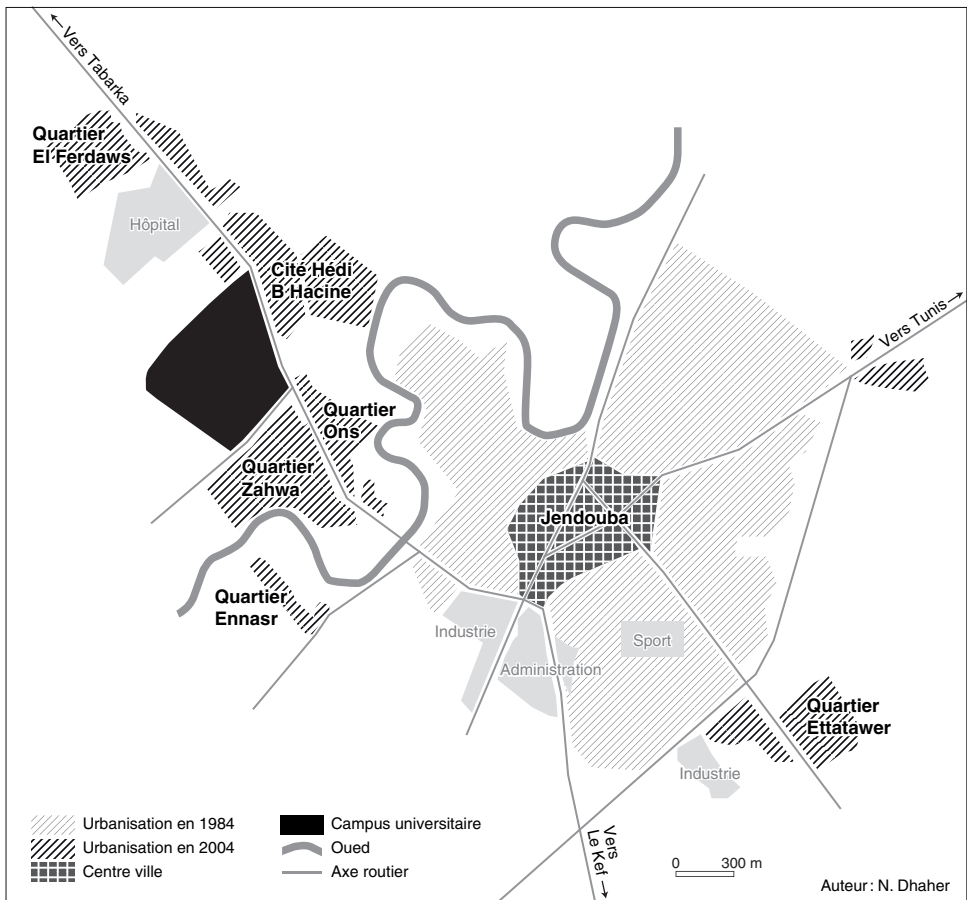 ← Vers Tabarka
Quartier
El Ferdaws
Hôpital
Cité Hédi
B Hacine
Vers Tunis →
Quartier
Ons
Quartier
Zahwa
Jendouba
Quartier
Ennasr
Industrie
Administration
Sport
Quartier
Ettatawer
Industrie
Urbanisation en 1984
Urbanisation en 2004
Centre ville
Campus universitaire
Oued
Axe routier
Vers
Le Kef →
0 300 m
Auteur : N. Dhaher